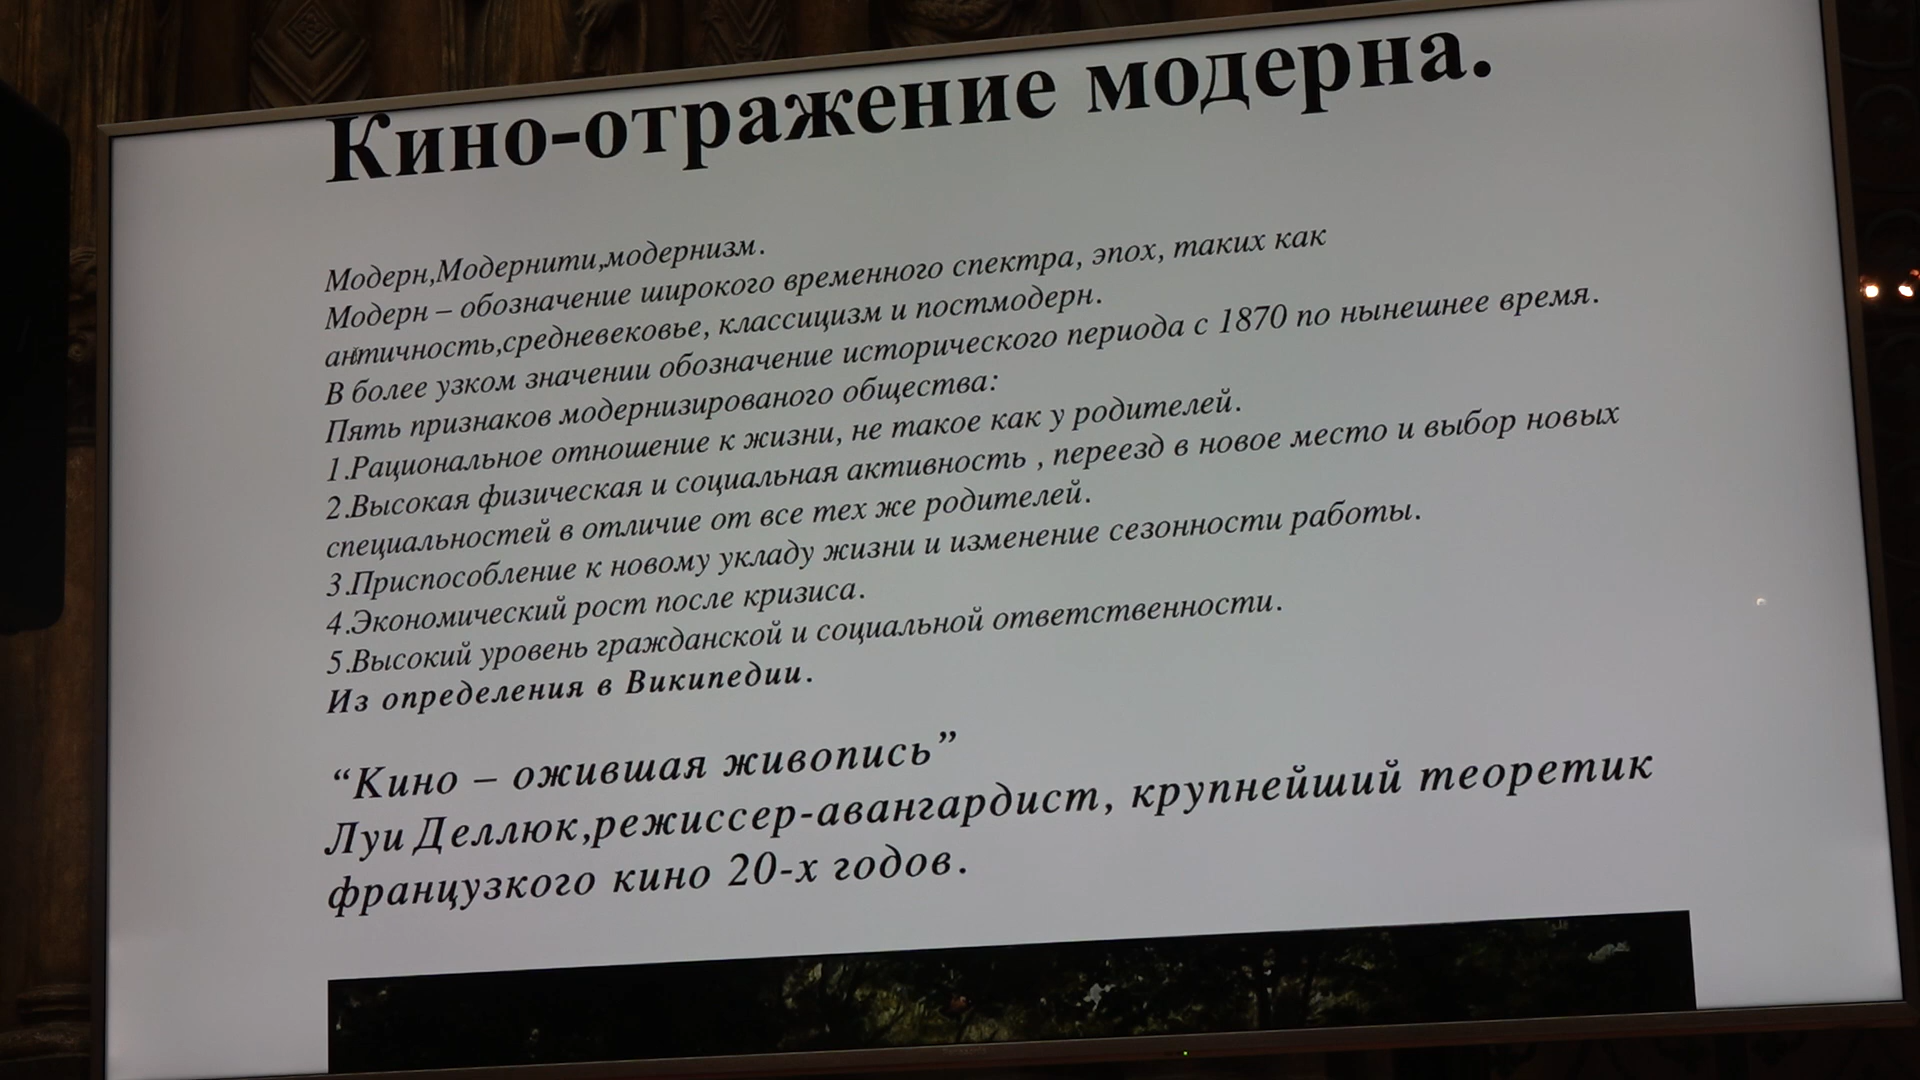 Кино-отражение модерна.
Модерн,Модернити,модернизм.
Модерн – обозначение широкого временного спектра, эпох, таких как
античность,средневековье, классицизм и постмодерн.
В более узком значении обозначение исторического периода с 1870 по нынешнее время.
Пять признаков модернизированого общества:
1.Рациональное отношение к жизни, не такое как у родителей.
2.Высокая физическая и социальная активность , переезд в новое место и выбор новых
специальностей в отличие от все тех же родителей.
3.Приспособление к новому укладу жизни и изменение сезонности работы.
4.Экономический рост после кризиса.
5.Высокий уровень гражданской и социальной ответственности.
Из определения в Википедии.
“Кино – ожившая живопись”
Луи Деллюк,режиссер-авангардист, крупнейший теоретик
французкого кино 20-х годов.